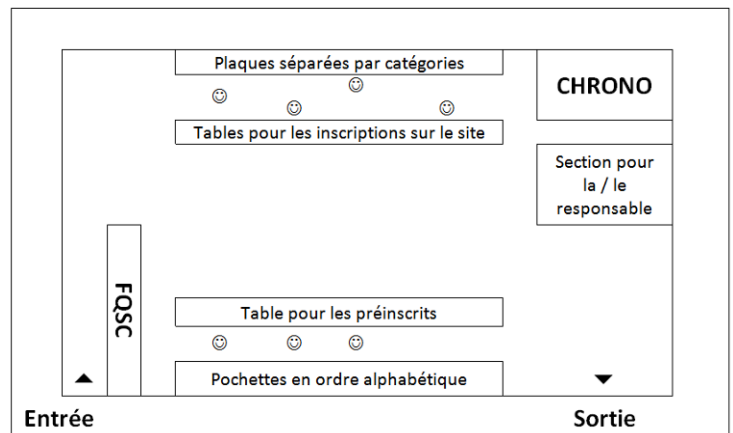 Plaques séparées par catégories
CHRONO
Tables pour les inscriptions sur le site
Section pour
la / le
responsable
FQSC
Table pour les préinscrits
Pochettes en ordre alphabétique
Entrée
Sortie